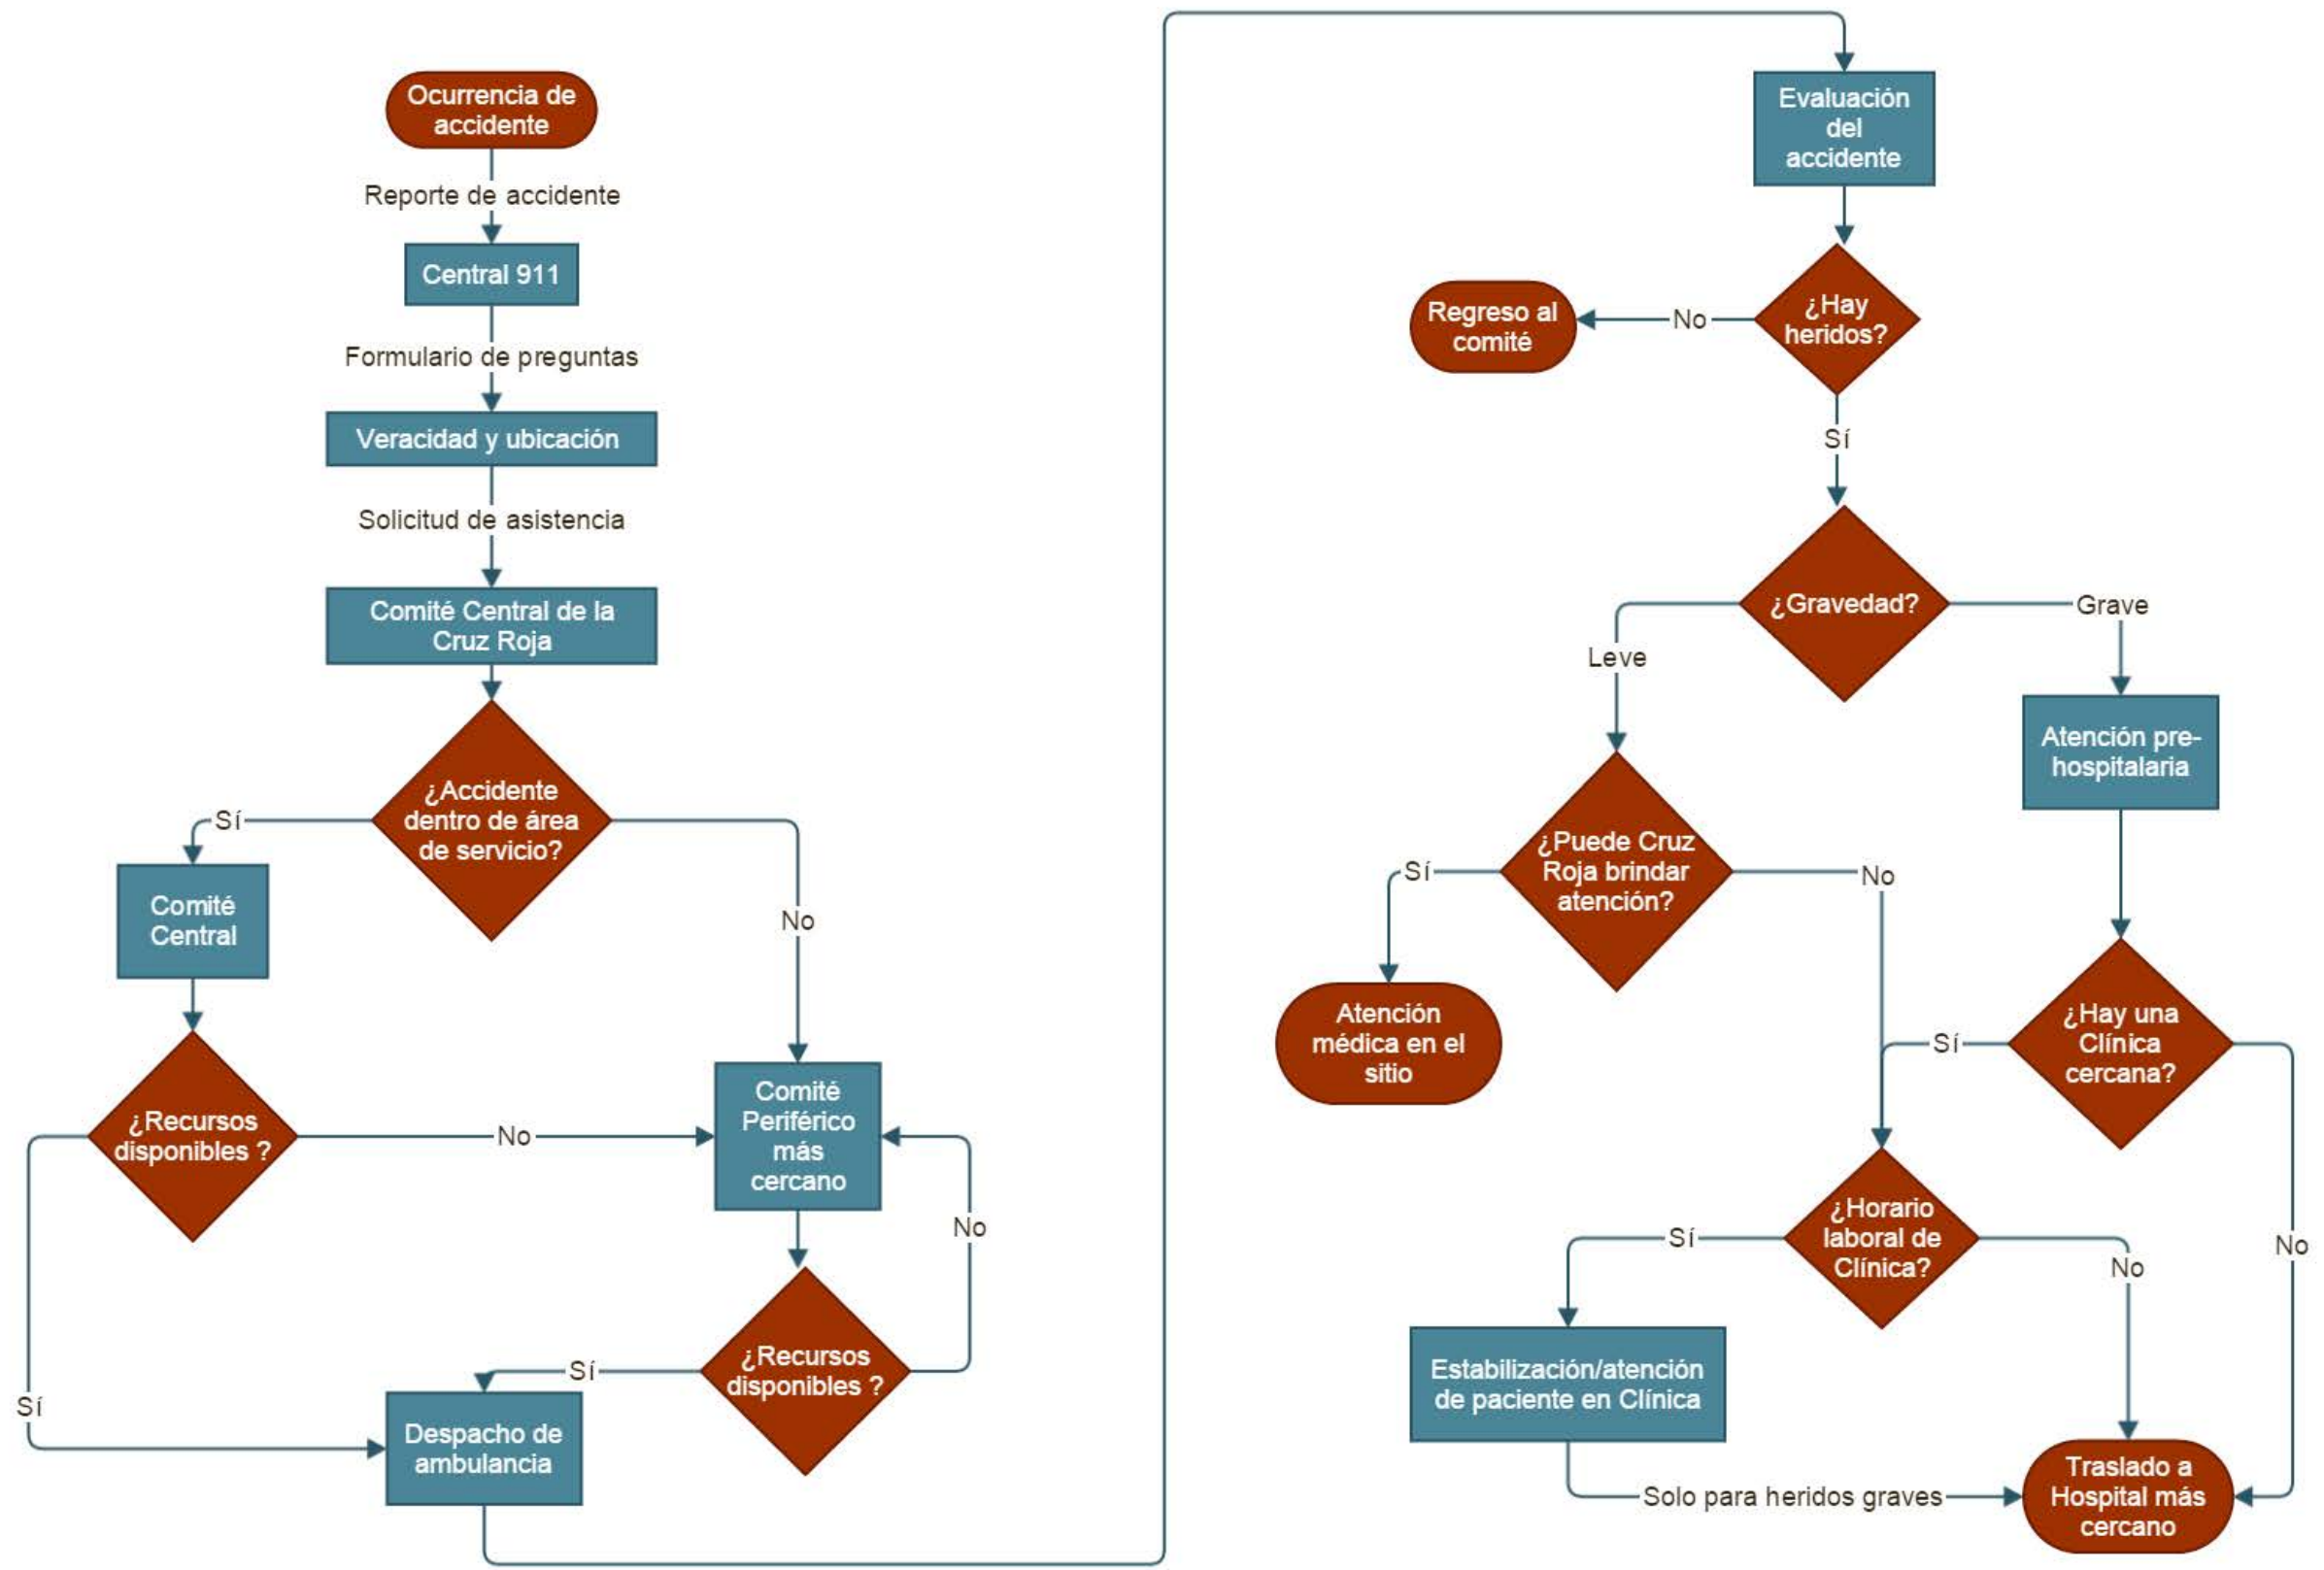 Ocurrencia de
accidente
Reporte de accidente
Central 911
Formulario de preguntas
Veracidad y ubicación
Solicitud de asistencia
Comité Central de la
Cruz Roja
¿Accidente
dentro de área
de servicio?
Sí
No
Comité
Central
¿Recursos
disponibles ?
No
Sí
Comité
Periférico
más
cercano
No
¿Recursos
disponibles ?
Sí
Despacho de
ambulancia
Evaluación
del
accidente
¿Hay
heridos?
No
Regreso al
comité
Sí
¿Gravedad?
Leve
Grave
Atención pre-
hospitalaria
¿Puede Cruz
Roja brindar
atención?
Sí
No
Atención
médica en el
sitio
¿Hay una
Clínica
cercana?
Sí
No
¿Horario
laboral de
Clínica?
Sí
No
Estabilización/atención
de paciente en Clínica
Solo para heridos graves
Traslado a
Hospital más
cercano